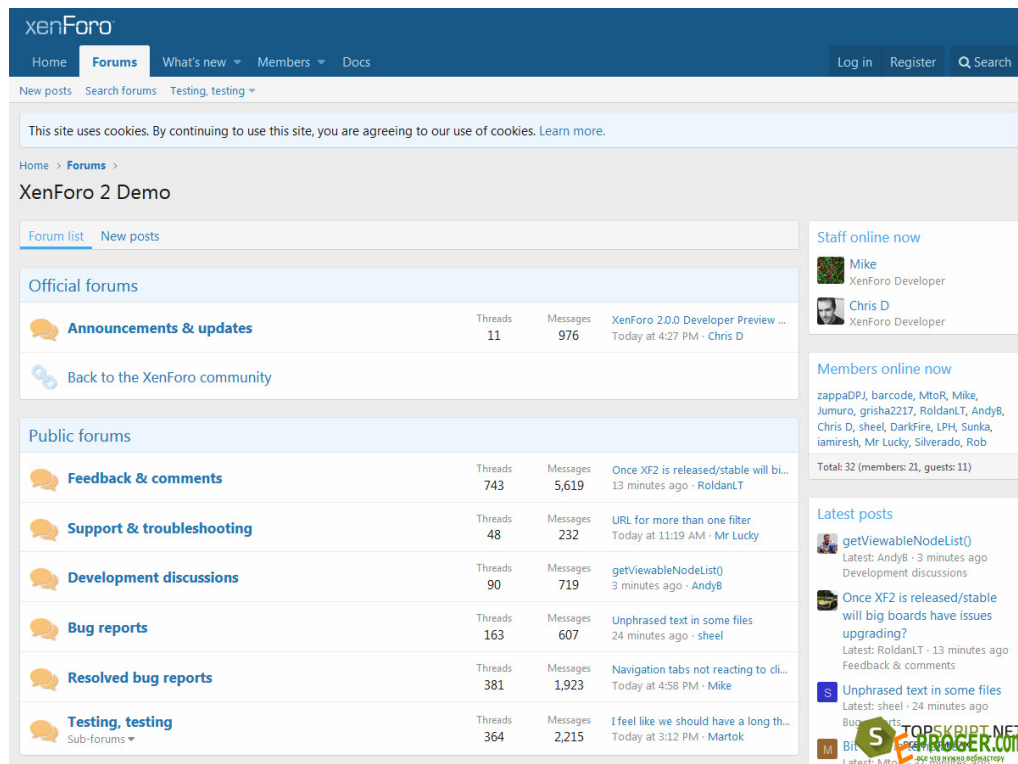 xenForo
Home Forums What's new Members Docs Log in Register Search
New posts Search forums Testing, testing
This site uses cookies. By continuing to use this site, you are agreeing to our use of cookies. Learn more.
Home > Forums >
XenForo 2 Demo
Forum list New posts
Official forums
Announcements & updates
Threads
11
Messages
976
XenForo 2.0.0 Developer Preview ...
Today at 4:27 PM · Chris D
Back to the XenForo community
Public forums
Feedback & comments
Threads
743
Messages
5,619
Once XF2 is released/stable will bi...
13 minutes ago · RoldanLT
Support & troubleshooting
Threads
48
Messages
232
URL for more than one filter
Today at 11:19 AM · Mr Lucky
Development discussions
Threads
90
Messages
719
getViewableNodeList()
3 minutes ago · AndyB
Bug reports
Threads
163
Messages
607
Unphrased text in some files
24 minutes ago · sheel
Resolved bug reports
Threads
381
Messages
1,923
Navigation tabs not reacting to cli...
Today at 4:58 PM · Mike
Testing, testing
Sub-forums
Threads
364
Messages
2,215
I feel like we should have a long th...
Today at 3:12 PM · Martok
Staff online now
Mike
XenForo Developer
Chris D
XenForo Developer
Members online now
zappaDPJ, barcode, MtoR, Mike,
Jumuro, grisha2217, RoldanLT, AndyB,
Chris D, sheel, DarkFire, LPH, Sunka,
iamiresh, Mr Lucky, Silverado, Rob
Total: 32 (members: 21, guests: 11)
Latest posts
getViewableNodeList()
Latest: AndyB · 3 minutes ago
Development discussions
Once XF2 is released/stable
will big boards have issues
upgrading?
Latest: RoldanLT · 13 minutes ago
Feedback & comments
S
Unphrased text in some files
Latest: sheel · 24 minutes ago
M
S
TOPSKRIPT.NET
E-PROGER.COM
ВСЕ ЧТО НУЖНО ВЕБМАСТЕРУ